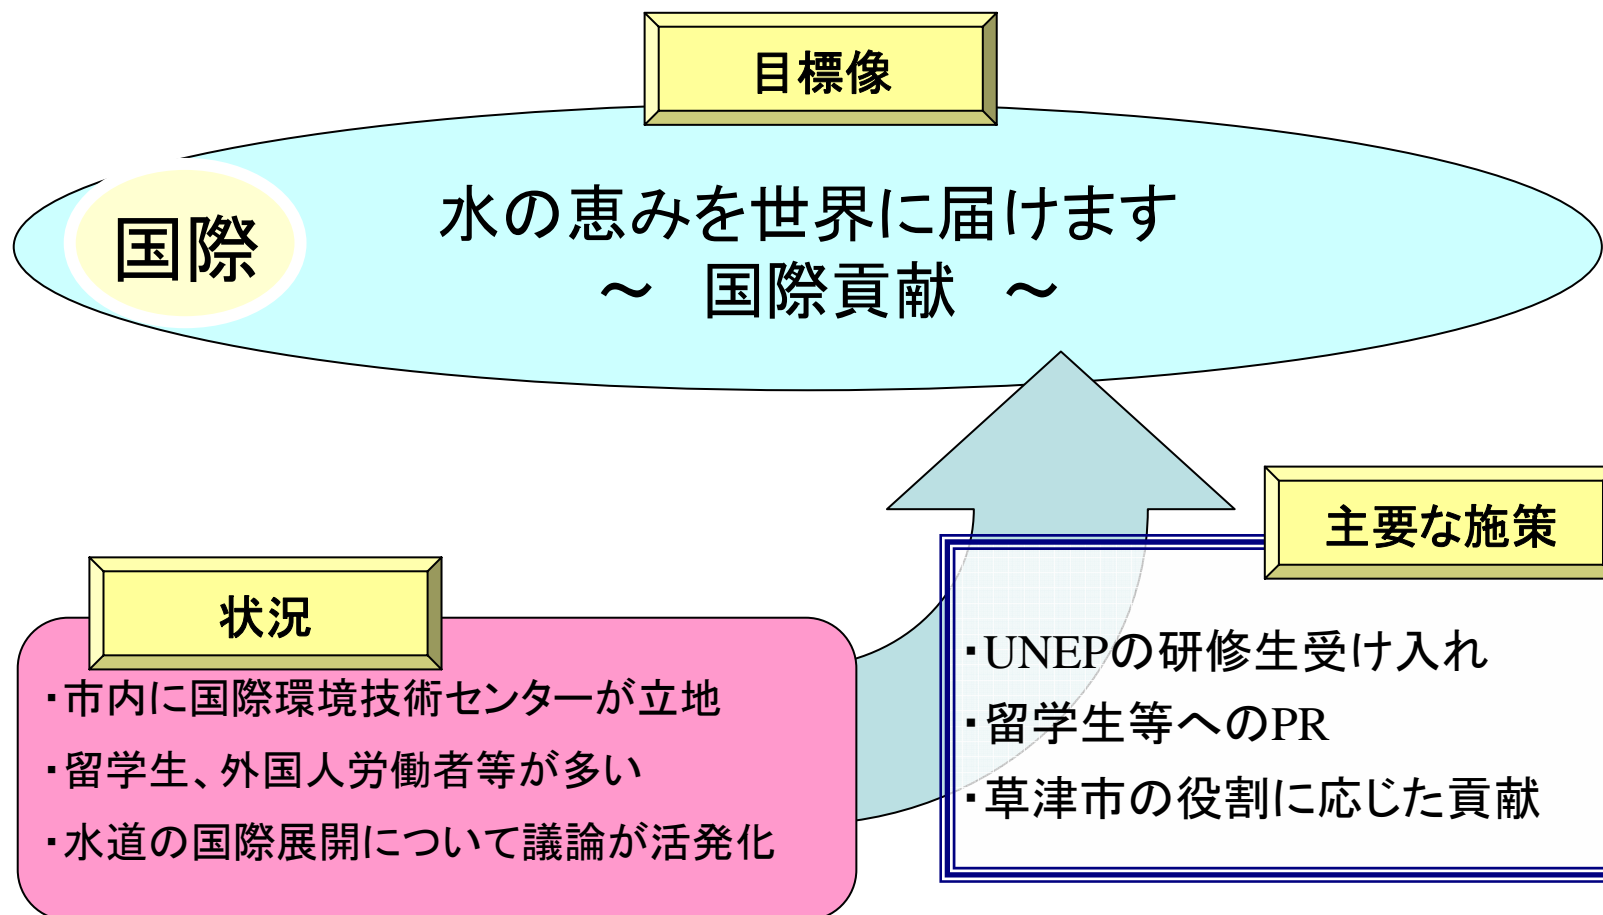 目標像
国際
水の恵みを世界に届けます
～ 国際貢献 ～
状況
・市内に国際環境技術センターが立地
・留学生、外国人労働者等が多い
・水道の国際展開について議論が活発化
主要な施策
・UNEPの研修生受け入れ
・留学生等へのPR
・草津市の役割に応じた貢献